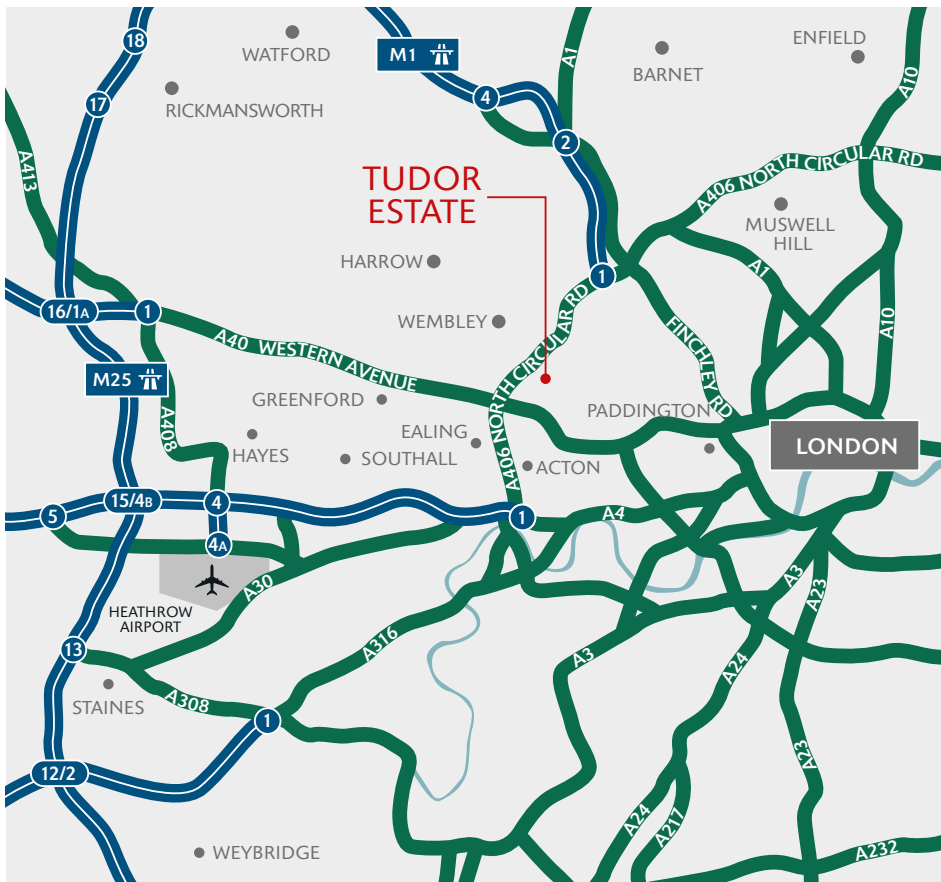 18
WATFORD
M1
A1
BARNET
ENFIELD
A10
17
RICKMANSWORTH
4
2
A413
TUDOR
ESTATE
A406 NORTH CIRCULAR RD
MUSWELL
HILL
HARROW
1
A1
16/1A
1
WEMBLEY
A40 WESTERN AVENUE
A406 NORTH CIRCULAR RD
FINCHLEY RD
A10
M25
GREENFORD
PADDINGTON
A408
HAYES
EALING
SOUTHALL
ACTON
LONDON
5
15/4B
4
1
A4
4A
HEATHROW
AIRPORT
A30
A3
A23
13
A316
A3
A24
STAINES
A308
1
12/2
A23
A24
A217
WEYBRIDGE
A232